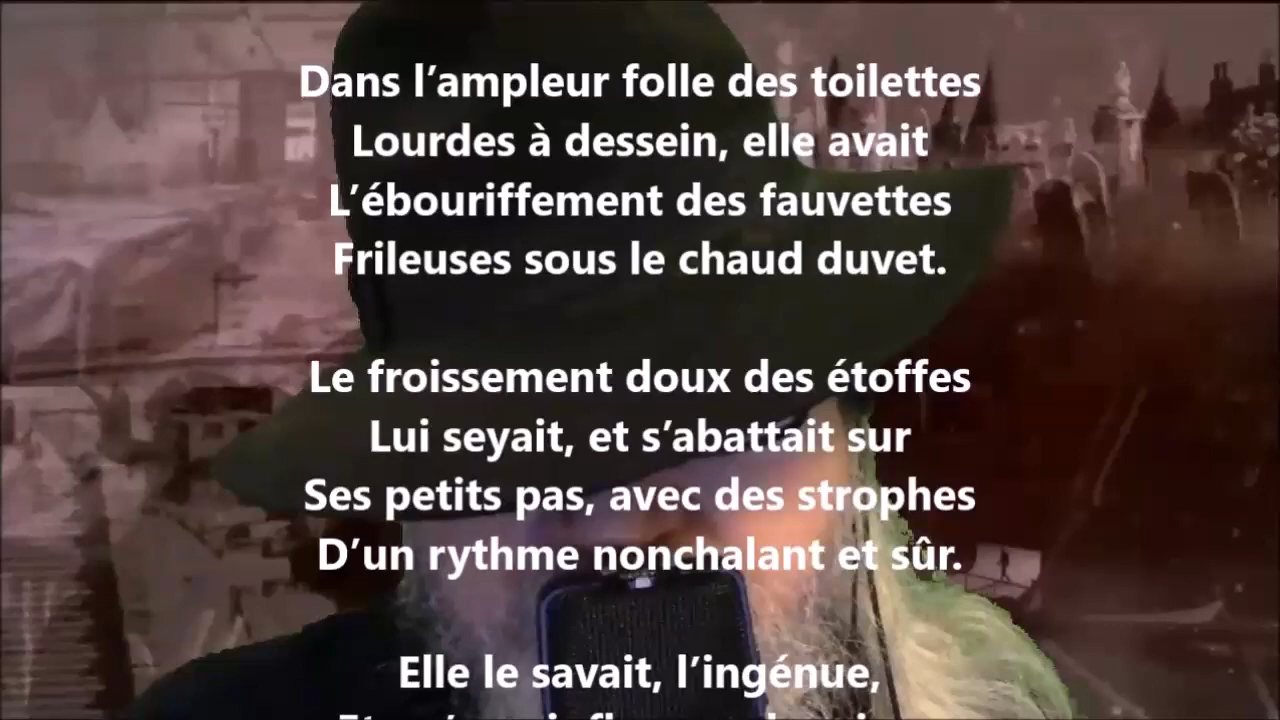 Dans l’ampleur folle des toilettes
Lourdes à dessein, elle avait
L’ébouriffement des fauvettes
Frileuses sous le chaud duvet.
Le froissement doux des étoffes
Lui seyait, et s’abattait sur
Ses petits pas, avec des strophes
D’un rythme nonchalant et sûr.
Elle le savait, l’ingénue,